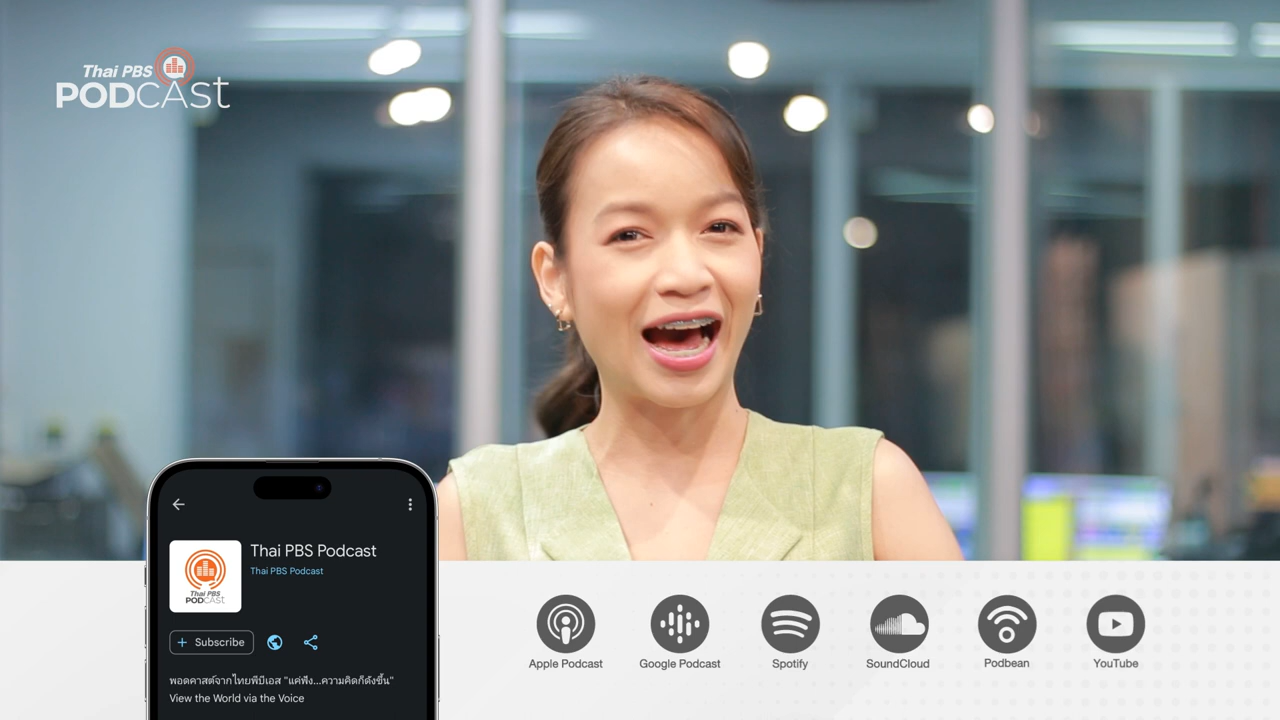 Thai PBS
PODCAST
Thai PBS Podcast
Thai PBS Podcast
Thai PBS
PODCAST
+ Subscribe
พอดคาสต์จากไทยพีบีเอส "แค่ฟัง...ความคิดก็ดังขึ้น"
View the World via the Voice
Apple Podcast
Google Podcast
Spotify
SoundCloud
Podbean
YouTube